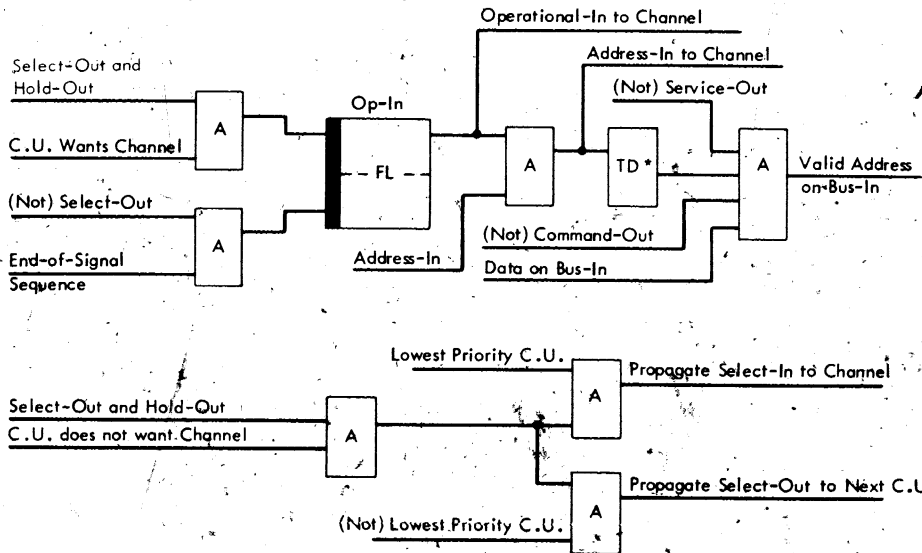 Operational-In to Channel
Select-Out and
Hold-Out
Address-In to Channel
(Not) Service-Out
Op-In
A
C.U. Wants Channel
FL
A
TD *
A
Valid Address
on Bus-In
(Not) Select-Out
A
(Not) Command-Out
End-of-Signal
Sequence
Address-In
Data on Bus-In
Lowest Priority C.U.
Propagate Select-In to Channel
A
Select-Out and Hold-Out
C.U. does not want Channel
A
Propagate Select-Out to Next C.U
A
(Not) Lowest Priority C.U.